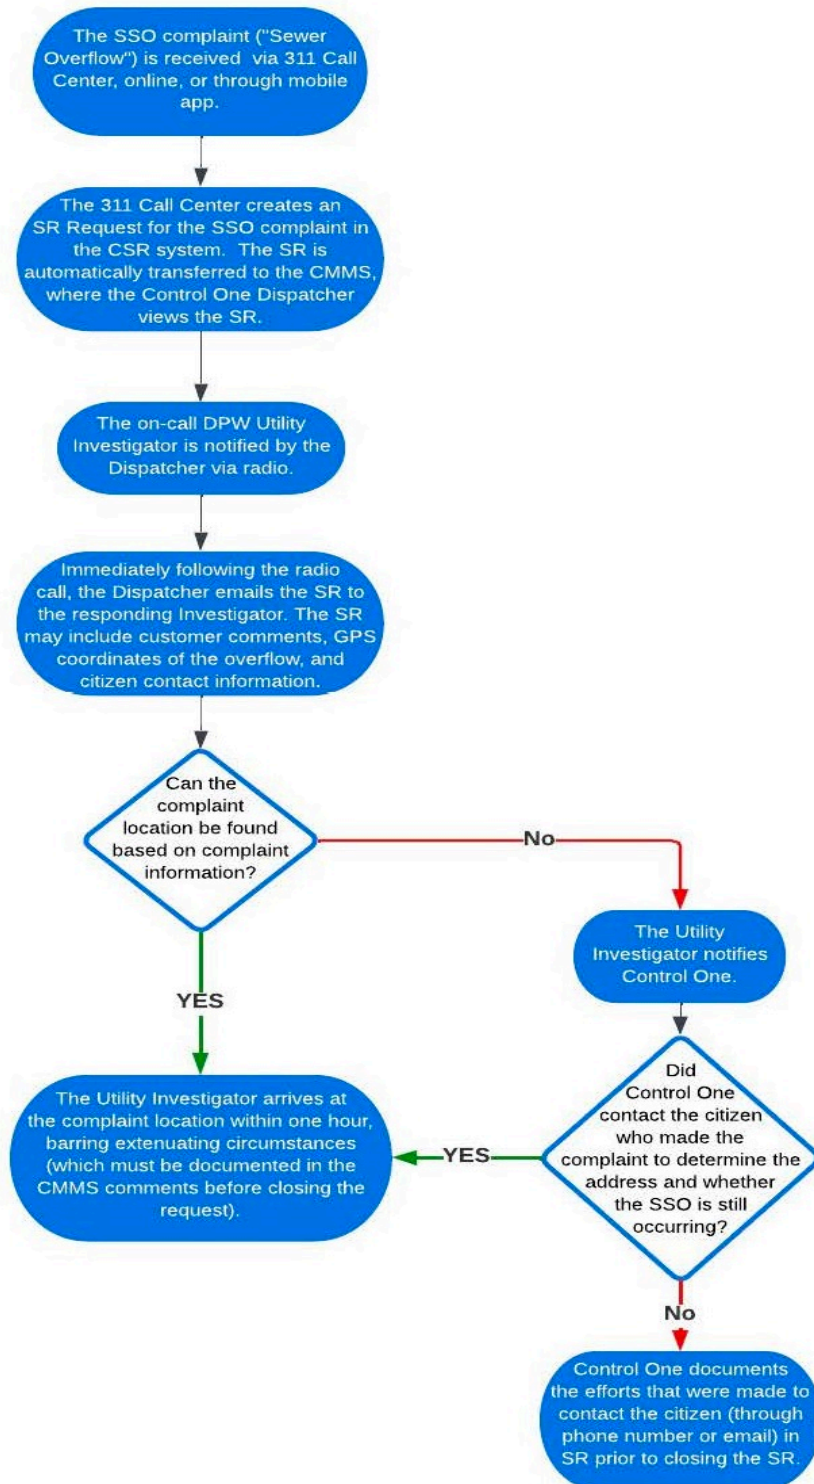 The SSO complaint ("Sewer
Overflow") is received via 311 Call
Center, online, or through mobile
app.
The 311 Call Center creates an
SR Request for the SSO complaint in
the CSR system. The SR is
automatically transferred to the CMMS,
where the Control One Dispatcher
views the SR.
The on-call DPW Utility
Investigator is notified by the
Dispatcher via radio.
Immediately following the radio
call, the Dispatcher emails the SR to
the responding Investigator. The SR
may include customer comments, GPS
coordinates of the overflow, and
citizen contact information.
Can the
complaint
location be found
based on complaint
information?
No
The Utility
Investigator notifies
Control One.
YES
Did
Control One
contact the citizen
who made the
complaint to determine the
address and whether
the SSO is still
occurring?
YES
The Utility Investigator arrives at
the complaint location within one hour,
barring extenuating circumstances
(which must be documented in the
CMMS comments before closing the
request).
No
Control One documents
the efforts that were made to
contact the citizen (through
phone number or email) in
SR prior to closing the SR.